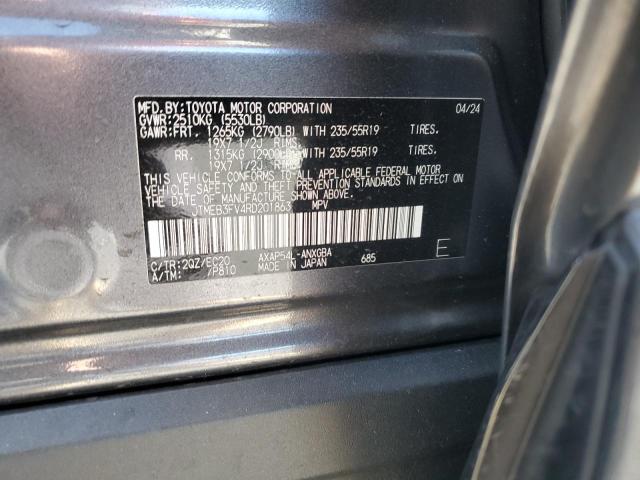 MFD.BY:TOYOTA MOTOR CORPORATION 04/24
GVWR:2510KG (5530LB)
GAWR:FRT. 1265KG (2790LB) WITH 235/55R19 TIRES.
19X7 1/2J RIMS
RR. 1315KG (2900LB) WITH 235/55R19 TIRES.
19X7 1/2J RIMS
THIS VEHICLE CONFORMS TO ALL APPLICABLE FEDERAL MOTOR
VEHICLE SAFETY AND THEFT PREVENTION STANDARDS IN EFFECT ON
THE DATE OF MANUFACTURE SHOWN ABOVE.
JTMEB3FV4RD201863 MPV
C/TR:2QZ/EC20 AXAP54L-ANXGBA E
A/TM: /P810 MADE IN JAPAN 685